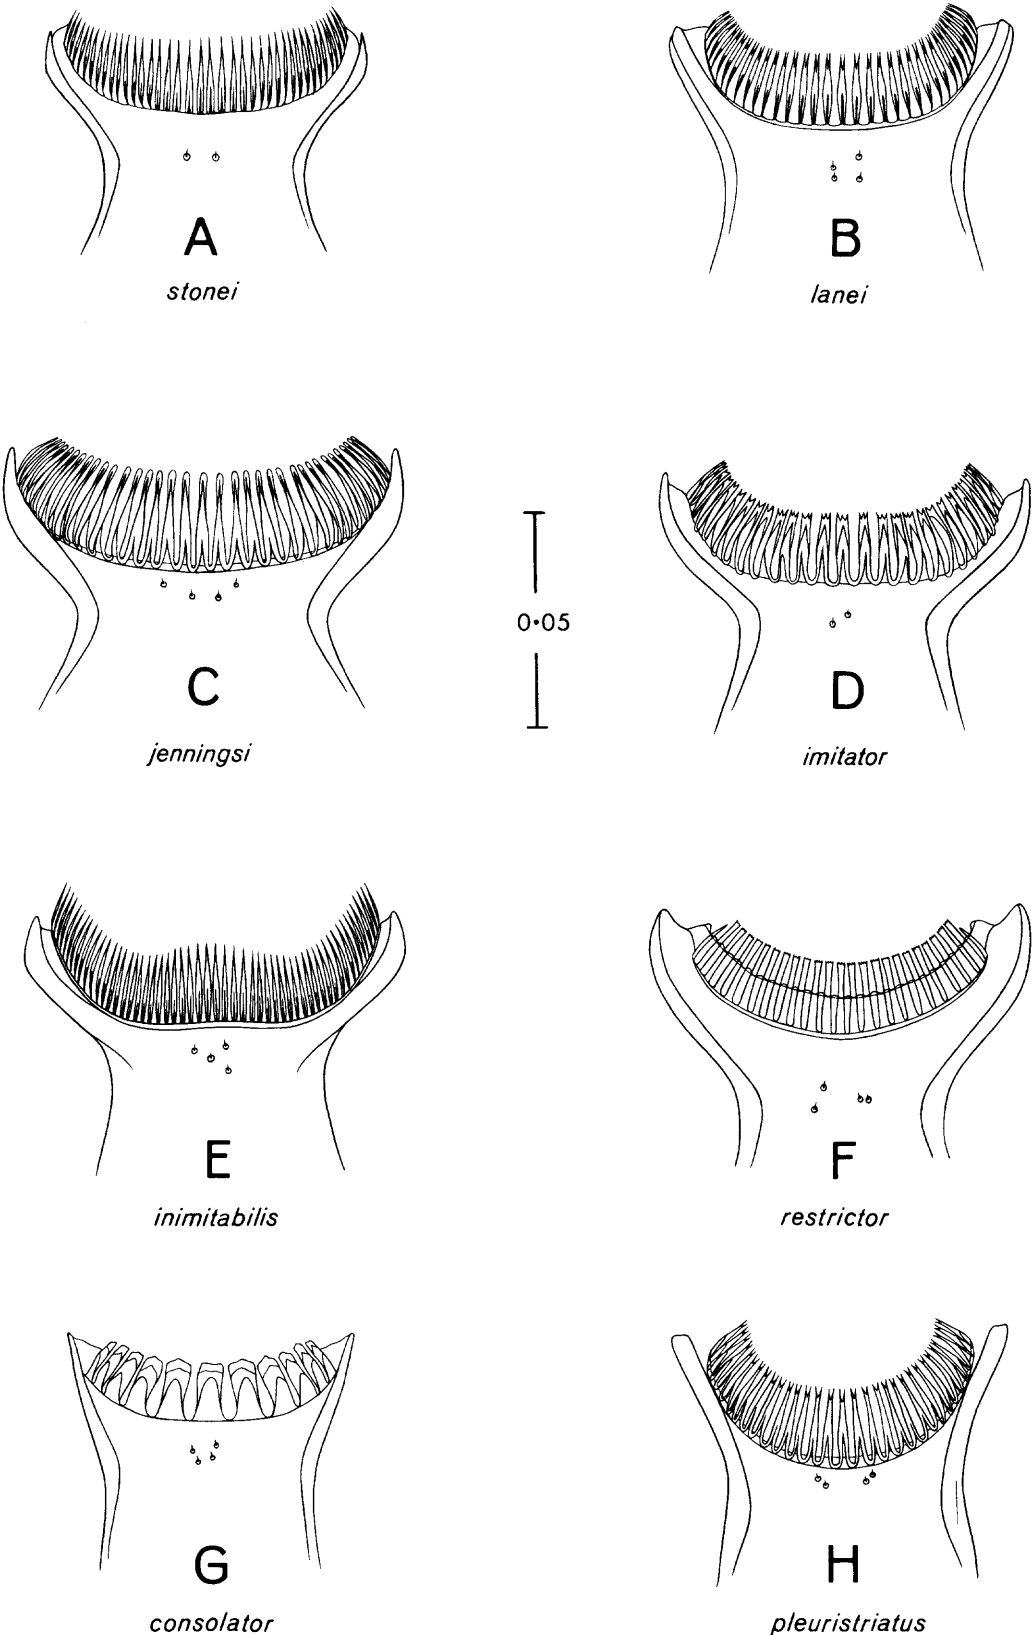 A
stonei
B
lanei
C
jenningsi
0·05
D
imitator
E
inimitabilis
F
restrictor
G
consolator
H
pleuristriatus